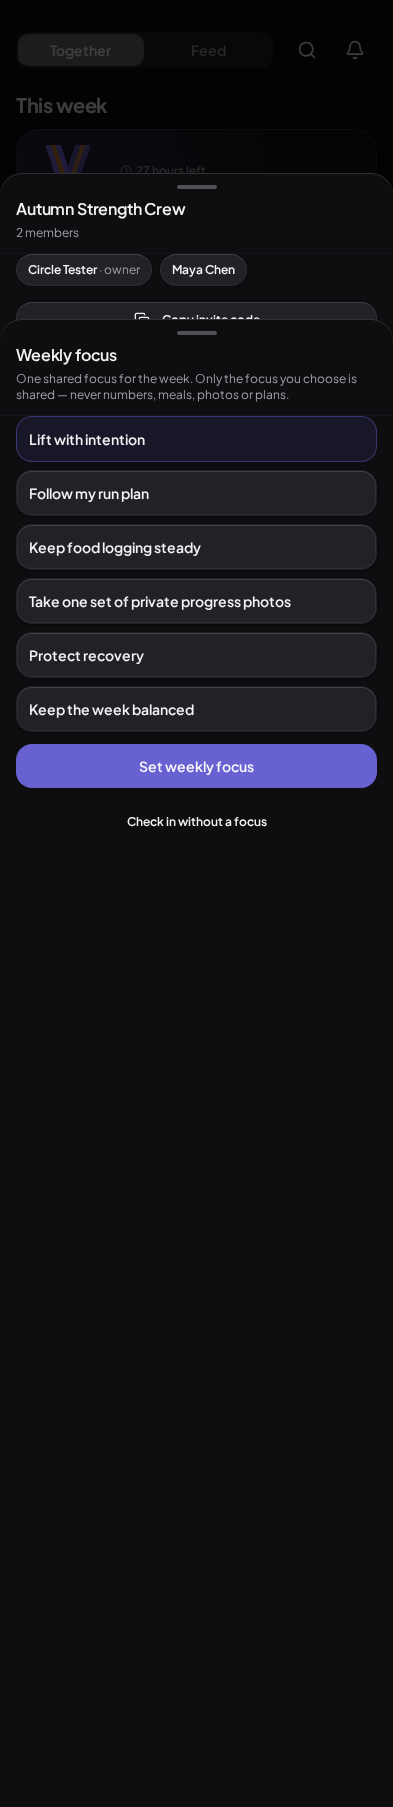 Together
Feed
This week
27 hours left
Autumn Strength Crew
2 members
Circle Tester · owner
Maya Chen
Copy invite code
Weekly focus
One shared focus for the week. Only the focus you choose is
shared — never numbers, meals, photos or plans.
Lift with intention
Follow my run plan
Keep food logging steady
Take one set of private progress photos
Protect recovery
Keep the week balanced
Set weekly focus
Check in without a focus